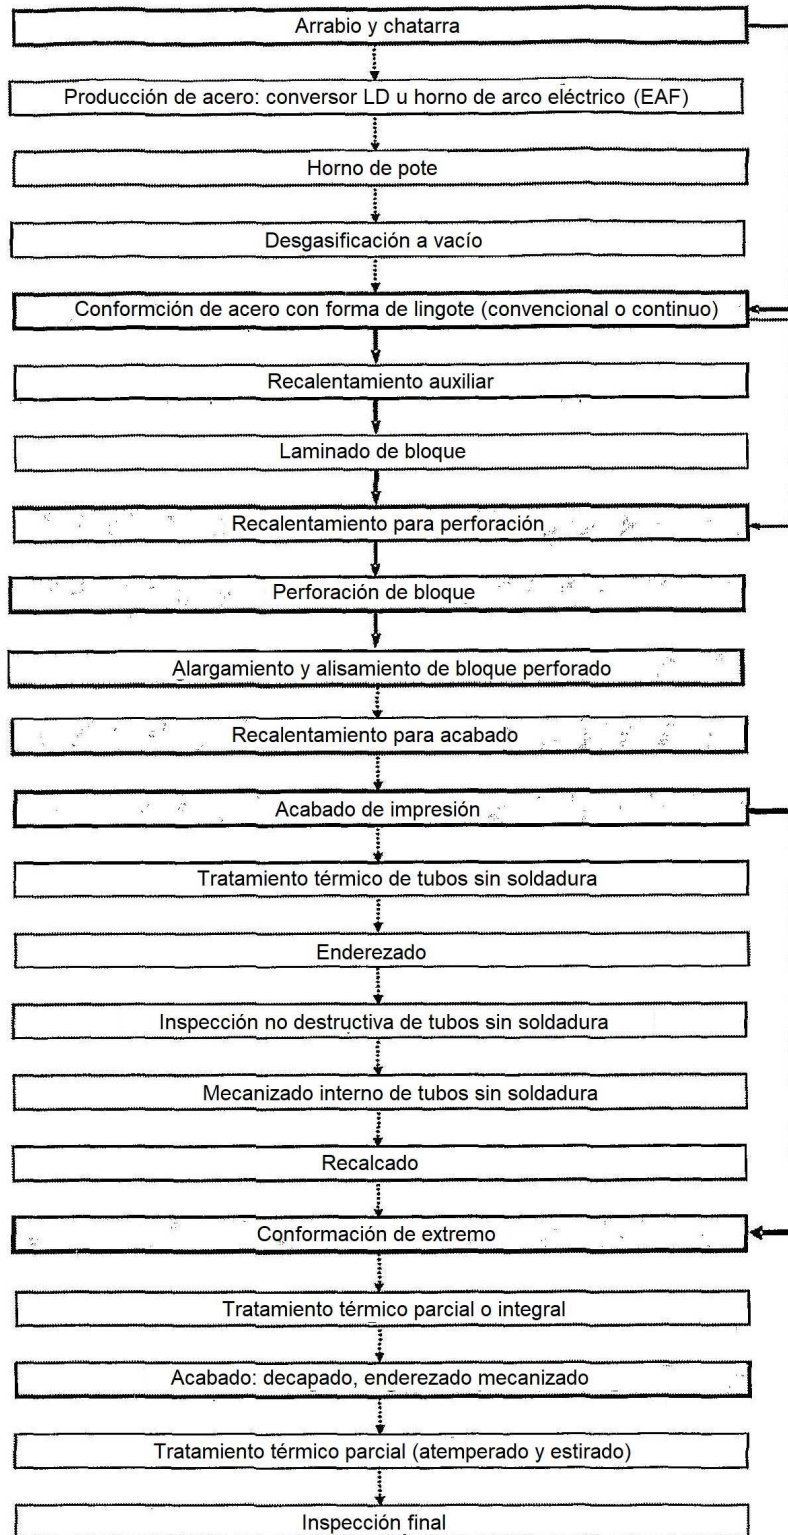 Arrabio y chatarra
Producción de acero: conversor LD u horno de arco eléctrico (EAF)
Horno de pote
Desgasificación a vacío
Conformción de acero con forma de lingote (convencional o continuo)
Recalentamiento auxiliar
Laminado de bloque
Recalentamiento para perforación
Perforación de bloque
Alargamiento y alisamiento de bloque perforado
Recalentamiento para acabado
Acabado de impresión
Tratamiento térmico de tubos sin soldadura
Enderezado
Inspección no destructiva de tubos sin soldadura
Mecanizado interno de tubos sin soldadura
Recalcado
Conformación de extremo
Tratamiento térmico parcial o integral
Acabado: decapado, enderezado mecanizado
Tratamiento térmico parcial (atemperado y estirado)
Inspección final